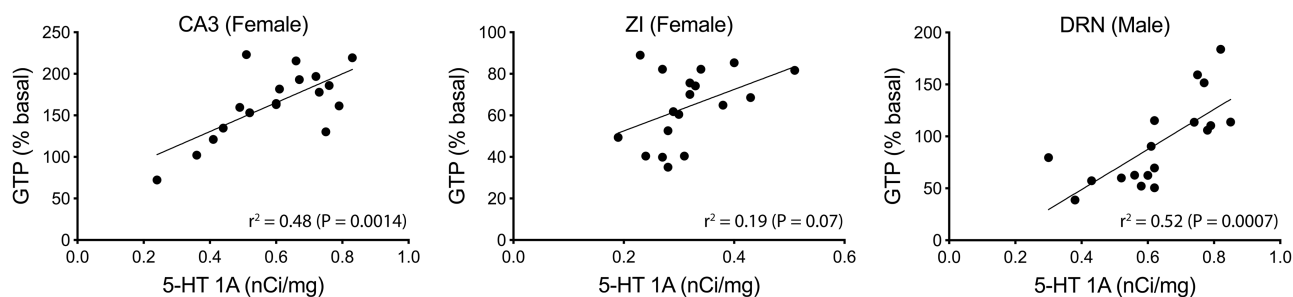 CA3 (Female)
GTP (% basal)
250
200
150
100
50
0
r² = 0.48 (P = 0.0014)
0.0 0.2 0.4 0.6 0.8 1.0
5-HT 1A (nCi/mg)
ZI (Female)
GTP (% basal)
100
80
60
40
20
0
r² = 0.19 (P = 0.07)
0.0 0.2 0.4 0.6
5-HT 1A (nCi/mg)
DRN (Male)
GTP (% basal)
200
150
100
50
0
r² = 0.52 (P = 0.0007)
0.0 0.2 0.4 0.6 0.8 1.0
5-HT 1A (nCi/mg)